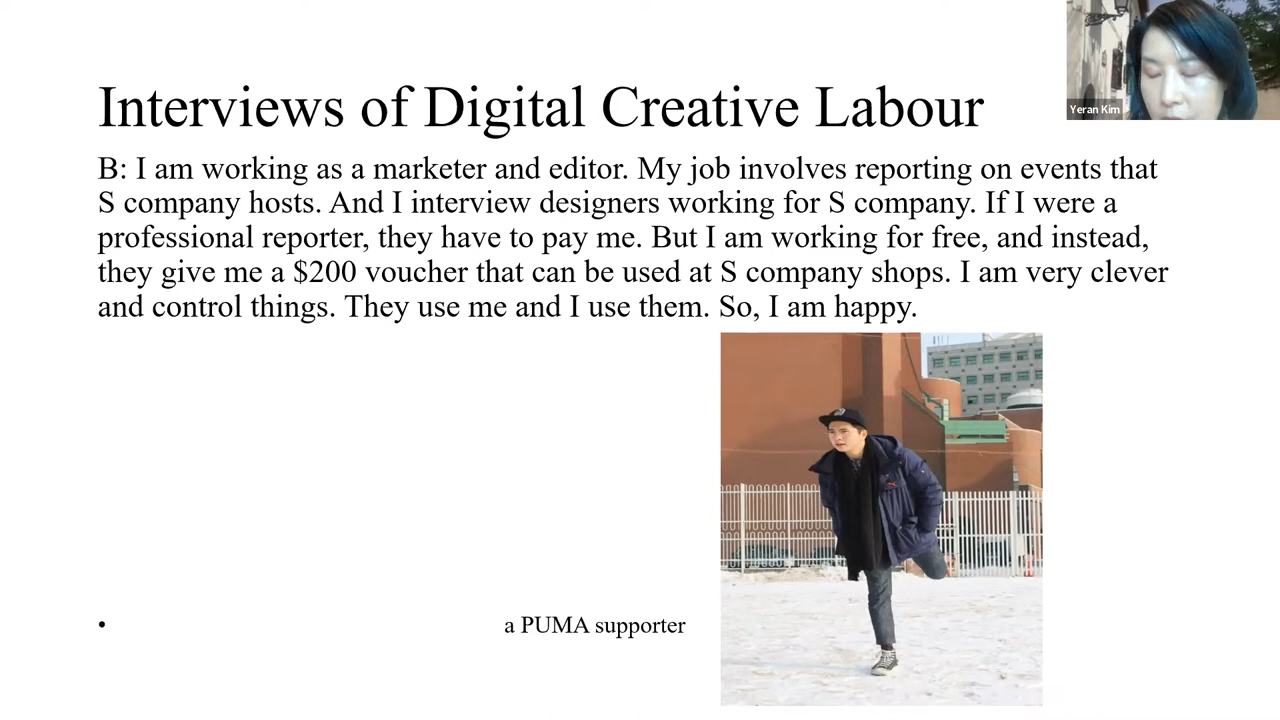 Yeran Kim
Interviews of Digital Creative Labour
B: I am working as a marketer and editor. My job involves reporting on events that
S company hosts. And I interview designers working for S company. If I were a
professional reporter, they have to pay me. But I am working for free, and instead,
they give me a $200 voucher that can be used at S company shops. I am very clever
and control things. They use me and I use them. So, I am happy.
• a PUMA supporter